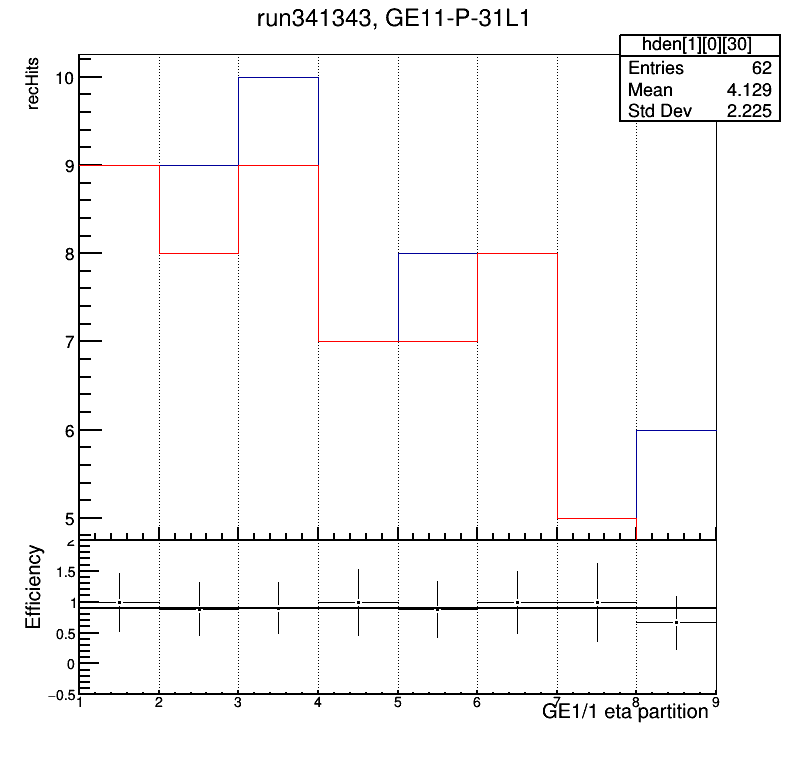 run341343, GE11-P-31L1
hden[1][0][30]
Entries 62
Mean 4.129
Std Dev 2.225
recHits
10
9
8
7
6
5
Efficiency
2
1.5
1
0.5
0
−0.5
1 2 3 4 5 6 7 8 9
GE1/1 eta partition